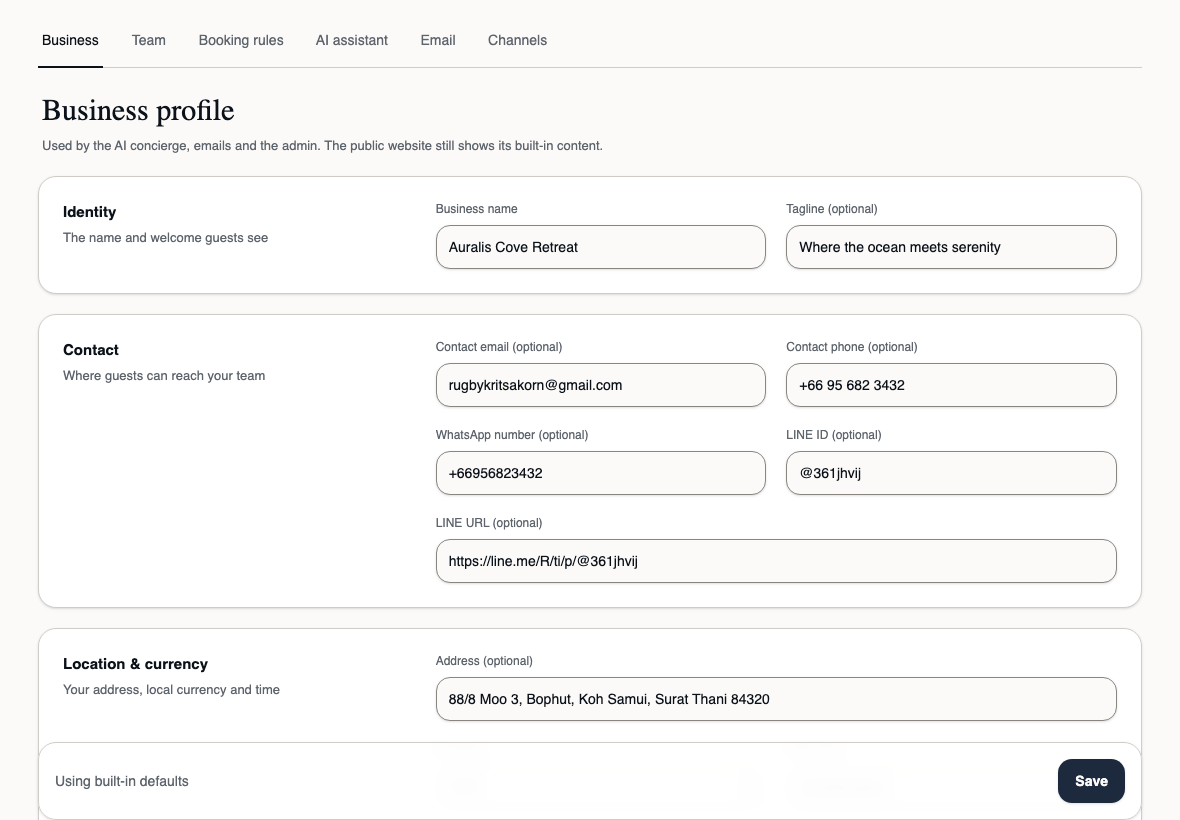 Business Team Booking rules AI assistant Email Channels
Business profile
Used by the AI concierge, emails and the admin. The public website still shows its built-in content.
Identity
The name and welcome guests see
Business name
Auralis Cove Retreat
Tagline (optional)
Where the ocean meets serenity
Contact
Where guests can reach your team
Contact email (optional)
rugbykritsakorn@gmail.com
Contact phone (optional)
+66 95 682 3432
WhatsApp number (optional)
+66956823432
LINE ID (optional)
@361jhvij
LINE URL (optional)
https://line.me/R/ti/p/@361jhvij
Location & currency
Your address, local currency and time
Address (optional)
88/8 Moo 3, Bophut, Koh Samui, Surat Thani 84320
Using built-in defaults
Save